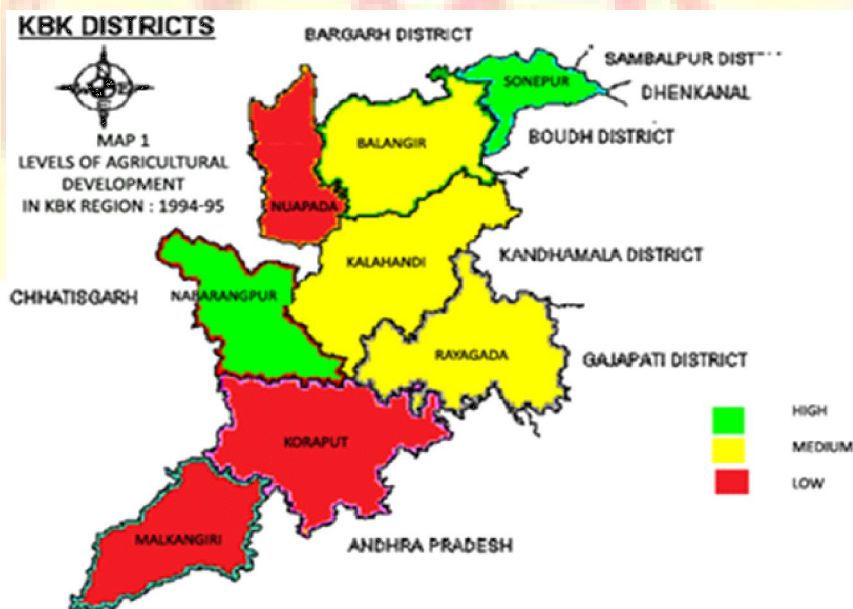 KBK DISTRICTS
BARGARH DISTRICT
SAMBALPUR DIST
SONEPUR
DHENKANAL
N
MAP 1
LEVELS OF AGRICULTURAL
DEVELOPMENT
IN KBK REGION : 1994-95
BALANGIR
BOUDH DISTRICT
NUAPADA
KALAHANDI
KANDHAMALA DISTRICT
CHHATISGARH
NABARANGPUR
RAYAGADA
GAJAPATI DISTRICT
HIGH
MEDIUM
LOW
KORAPUT
MALKANGIRI
ANDHRA PRADESH